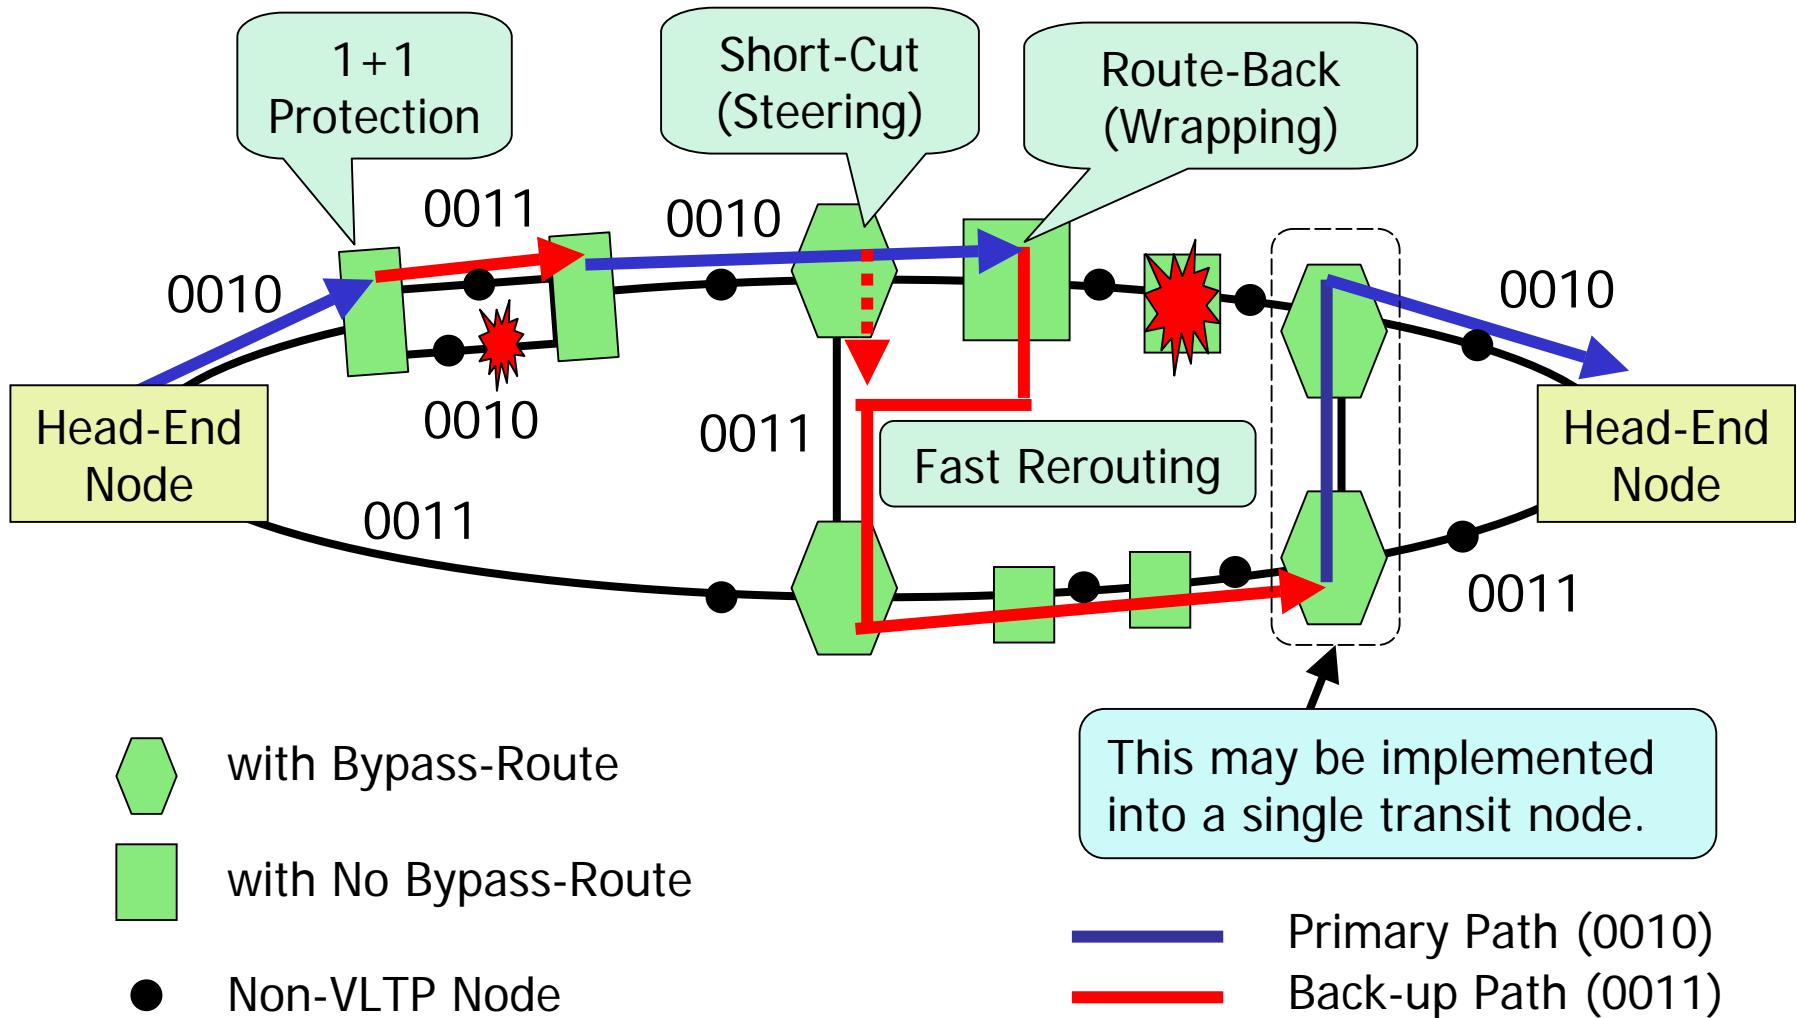 1+1
Protection
Short-Cut
(Steering)
Route-Back
(Wrapping)
0011
0010
0010
0010
0010
0011
Head-End
Node
Fast Rerouting
Head-End
Node
0011
0011
This may be implemented
into a single transit node.
with Bypass-Route
with No Bypass-Route
Non-VLTP Node
Primary Path (0010)
Back-up Path (0011)